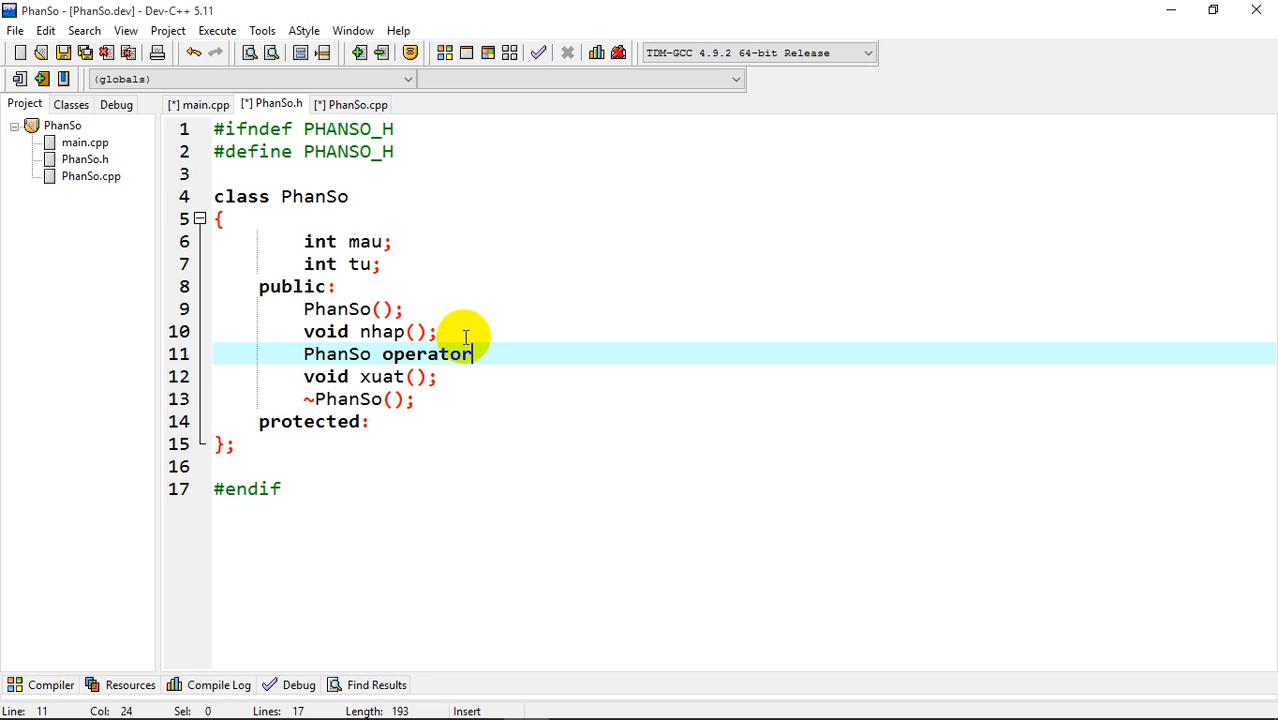 PhanSo - [PhanSo.dev] - Dev-C++ 5.11
File Edit Search View Project Execute Tools AStyle Window Help
TDM-GCC 4.9.2 64-bit Release
(globals)
Project Classes Debug [*] main.cpp [*] PhanSo.h [*] PhanSo.cpp
PhanSo
main.cpp
PhanSo.h
PhanSo.cpp
1 #ifndef PHANSO_H
2 #define PHANSO_H
3
4 class PhanSo
5 {
6 int mau;
7 int tu;
8 public:
9 PhanSo();
10 void nhap();
11 PhanSo operator
12 void xuat();
13 ~PhanSo();
14 protected:
15 };
16
17 #endif
Compiler Resources Compile Log Debug Find Results
Line: 11 Col: 24 Sel: 0 Lines: 17 Length: 193 Insert